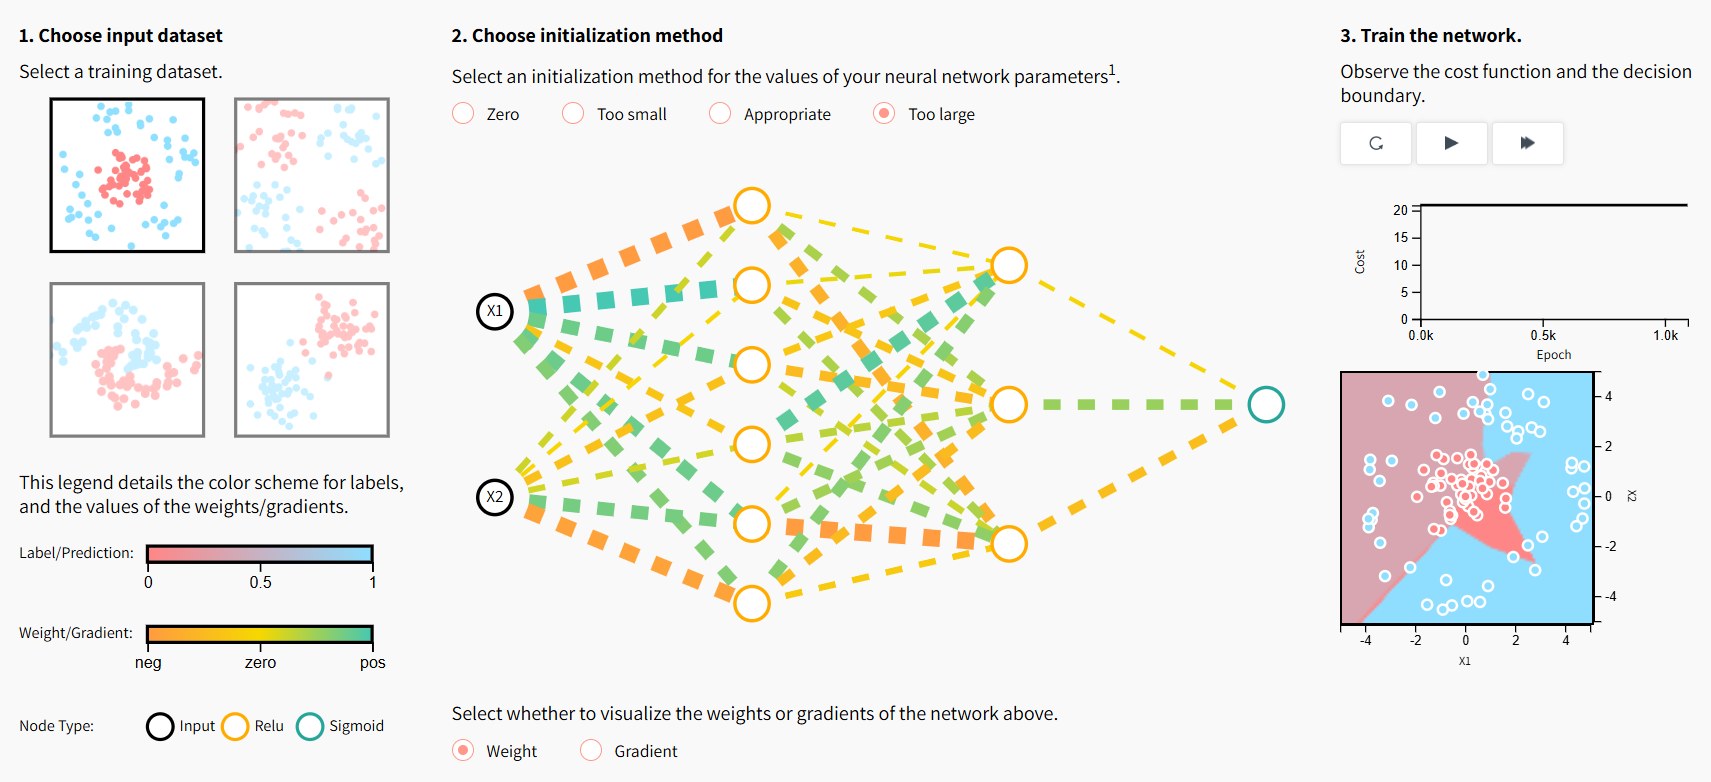 1. Choose input dataset
Select a training dataset.
This legend details the color scheme for labels,
and the values of the weights/gradients.
Label/Prediction:
0 0.5 1
Weight/Gradient:
neg zero pos
Node Type: Input Relu Sigmoid
2. Choose initialization method
Select an initialization method for the values of your neural network parameters1.
Zero Too small Appropriate Too large
X1
X2
Select whether to visualize the weights or gradients of the network above.
Weight Gradient
3. Train the network.
Observe the cost function and the decision
boundary.
20
15
10
5
0
Cost
0.0k 0.5k 1.0k
Epoch
4
2
0
-2
-4
X2
-4 -2 0 2 4
X1